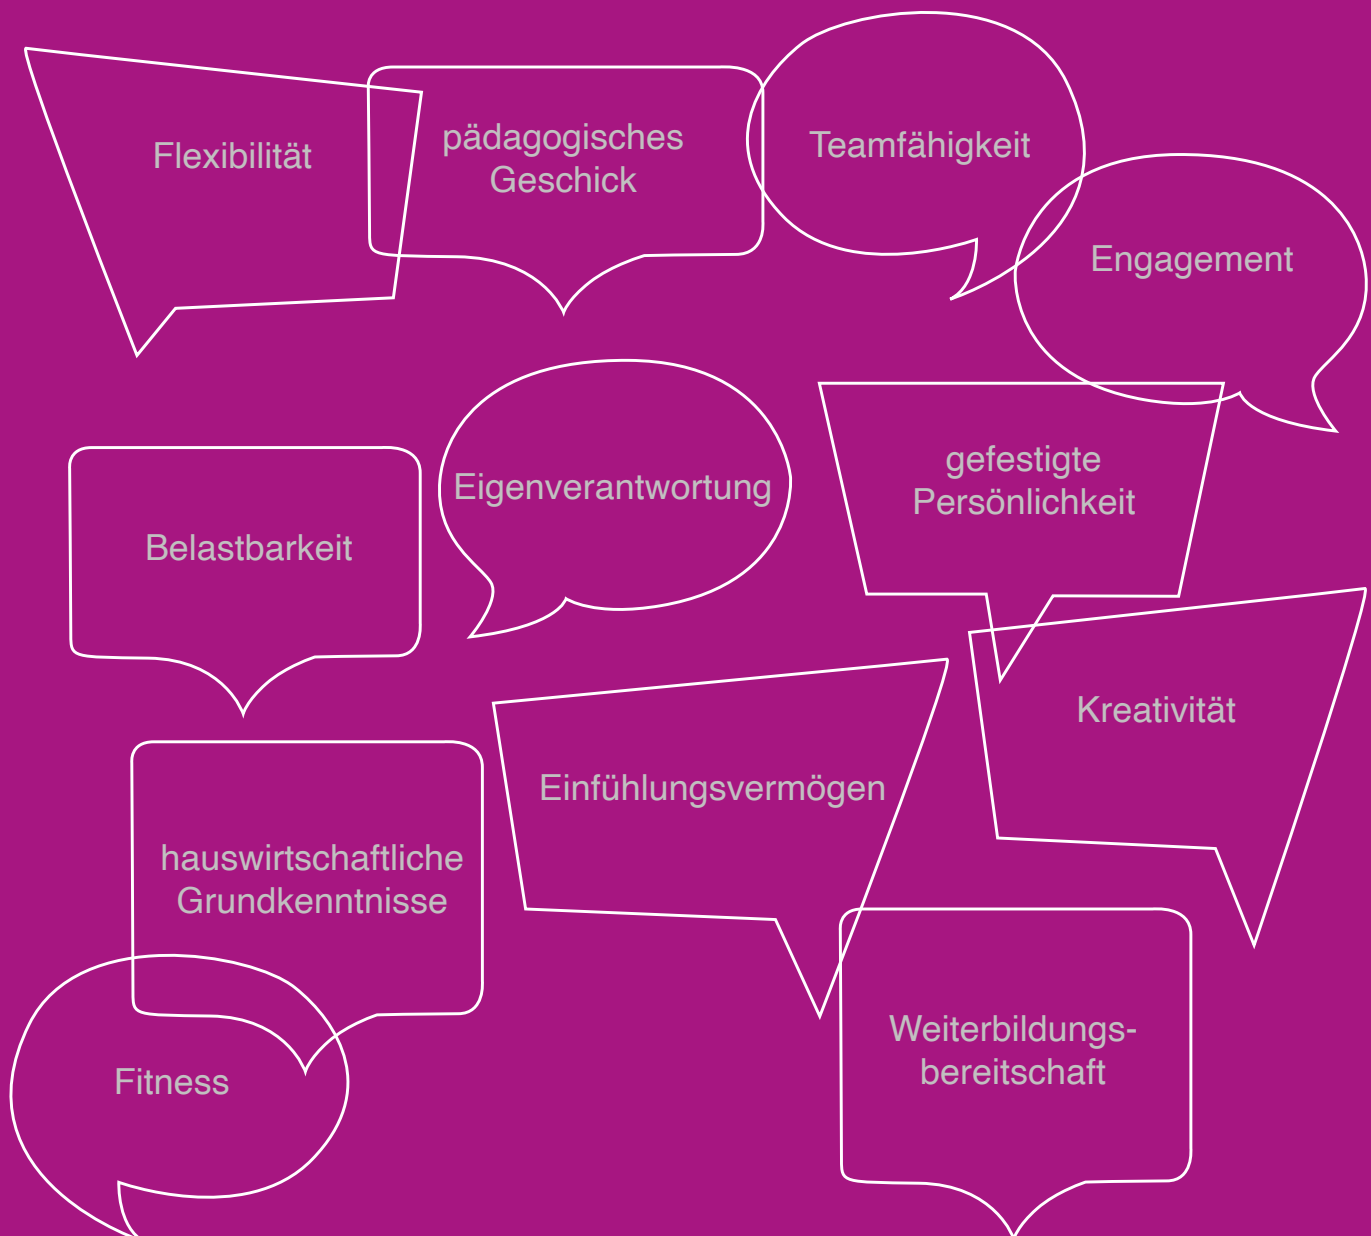 Flexibilität
pädagogisches
Geschick
Teamfähigkeit
Engagement
Eigenverantwortung
gefestigte
Persönlichkeit
Belastbarkeit
Kreativität
Einfühlungsvermögen
hauswirtschaftliche
Grundkenntnisse
Weiterbildungs-
bereitschaft
Fitness